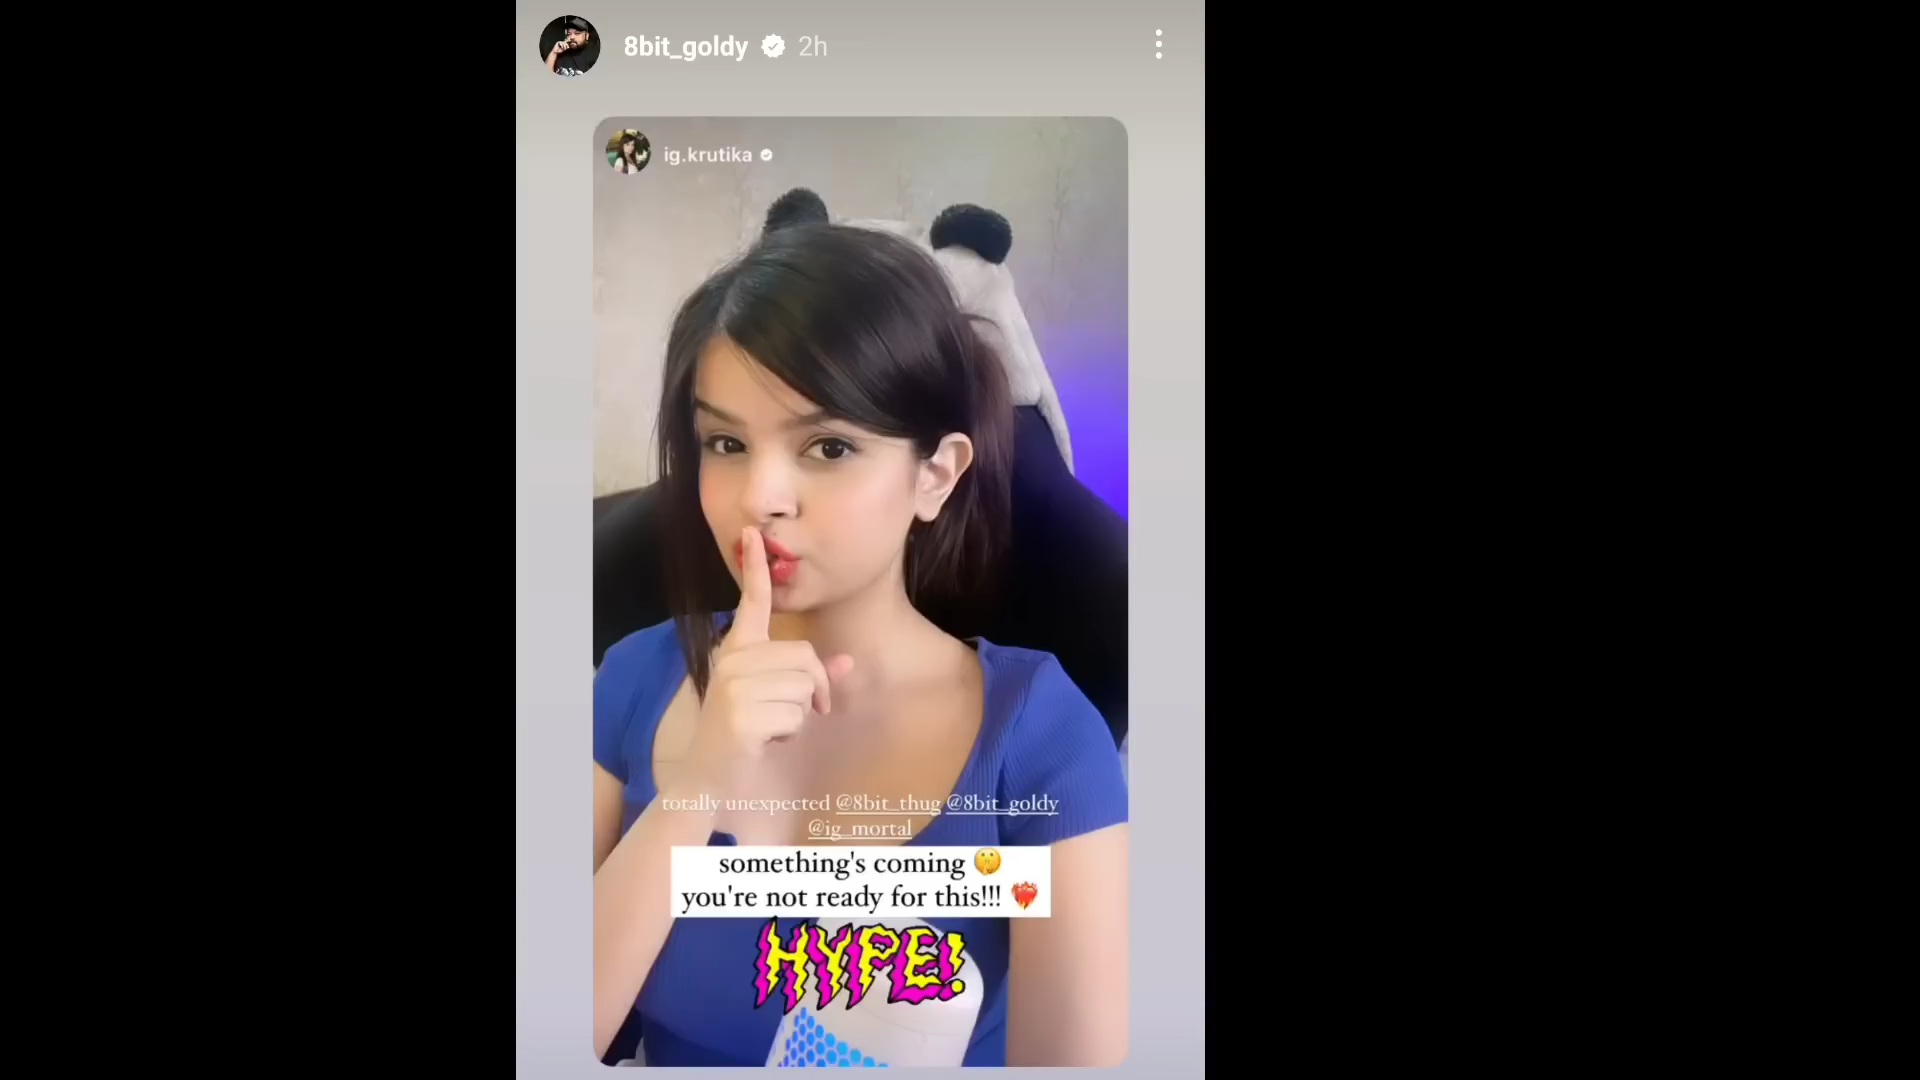 8bit_goldy 2h
ig.krutika
totally unexpected @8bit_thug @8bit_goldy
@ig_mortal
something's coming 🤫
you're not ready for this!!! ❤️‍🔥
HYPE!